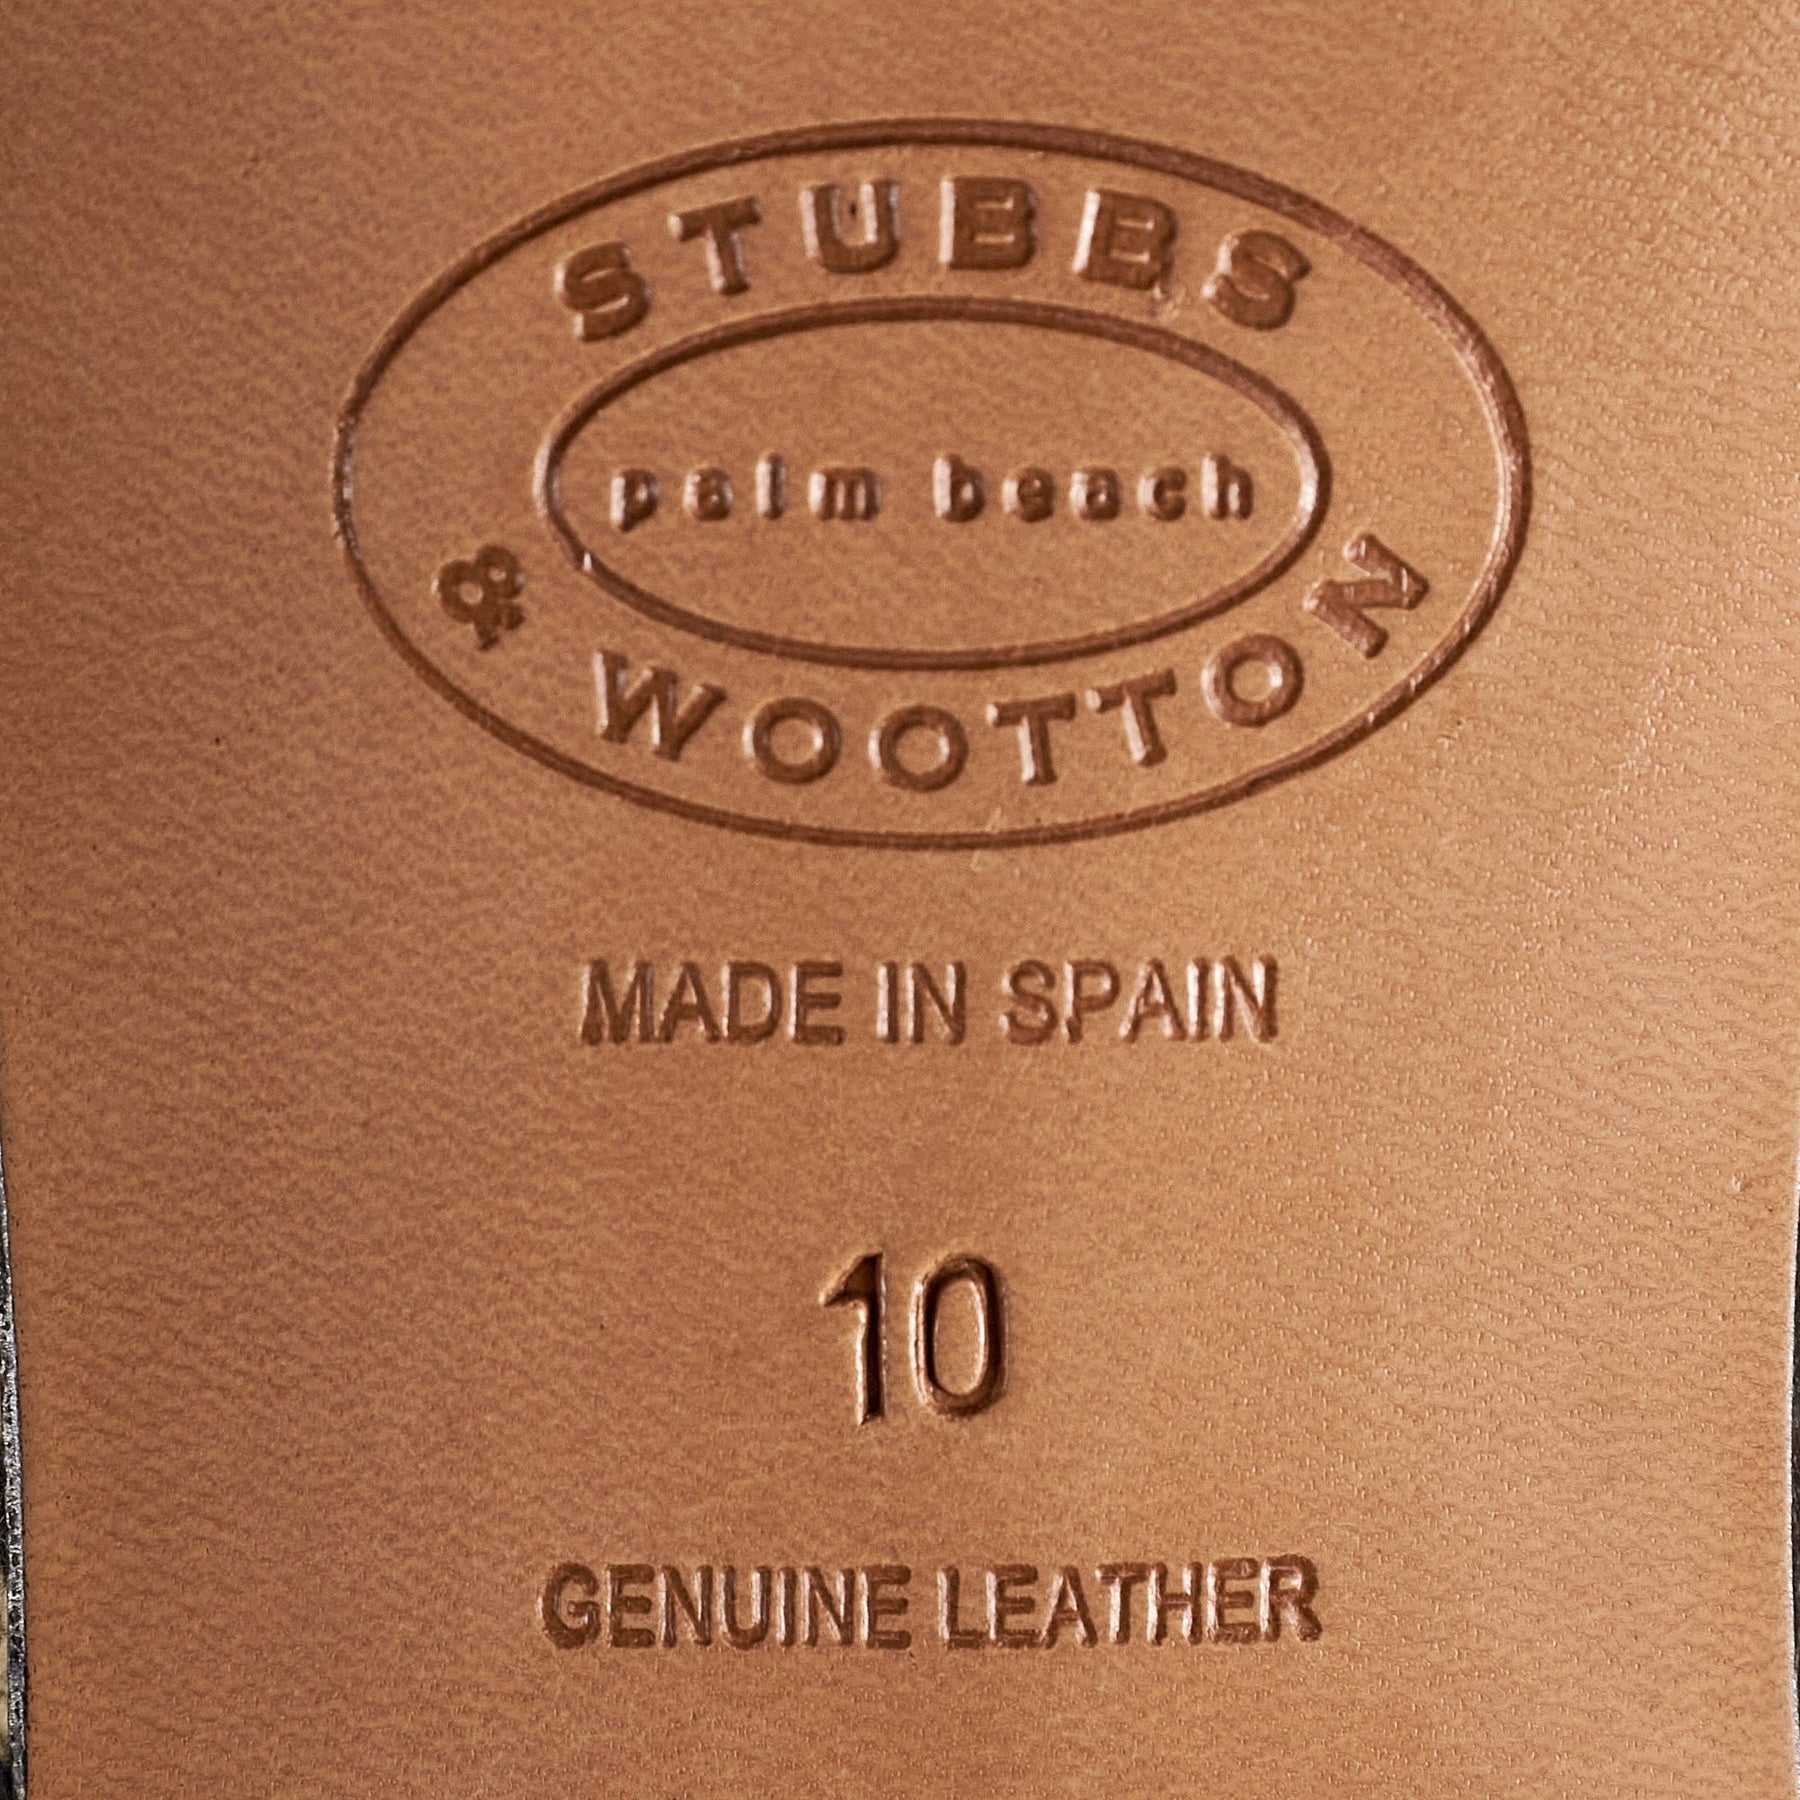 STUBBS
palm beach
& WOOTTON
MADE IN SPAIN
10
GENUINE LEATHER